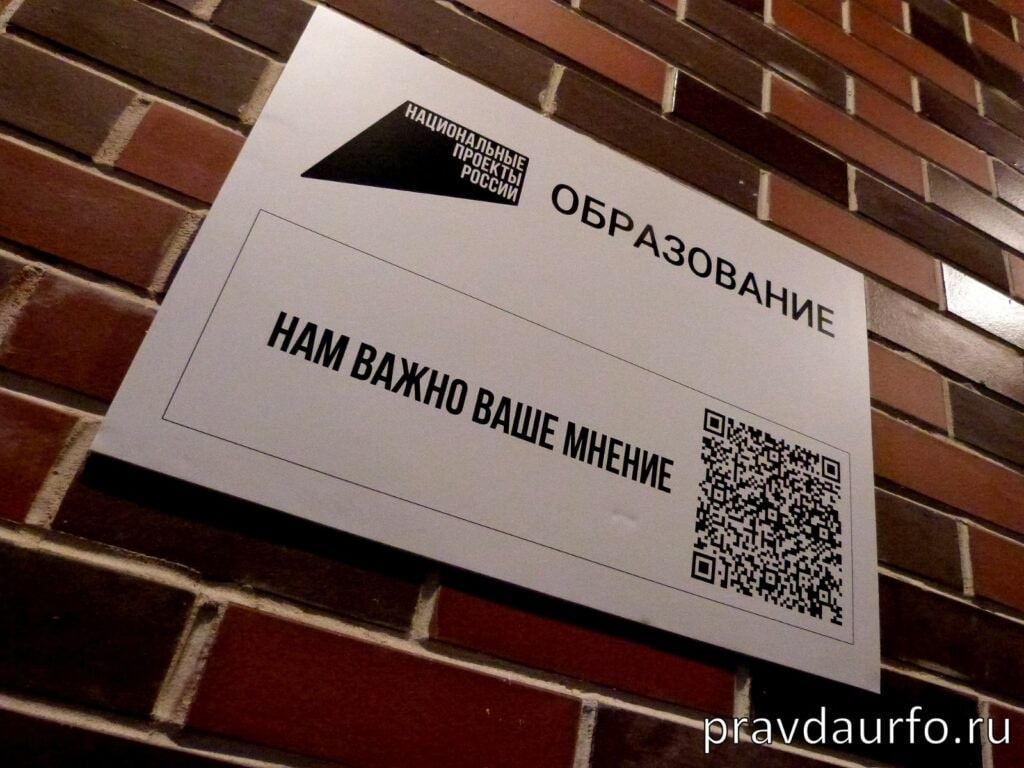 НАЦИОНАЛЬНЫЕ
ПРОЕКТЫ
РОССИИ
ОБРАЗОВАНИЕ
НАМ ВАЖНО ВАШЕ МНЕНИЕ
pravdaurfo.ru